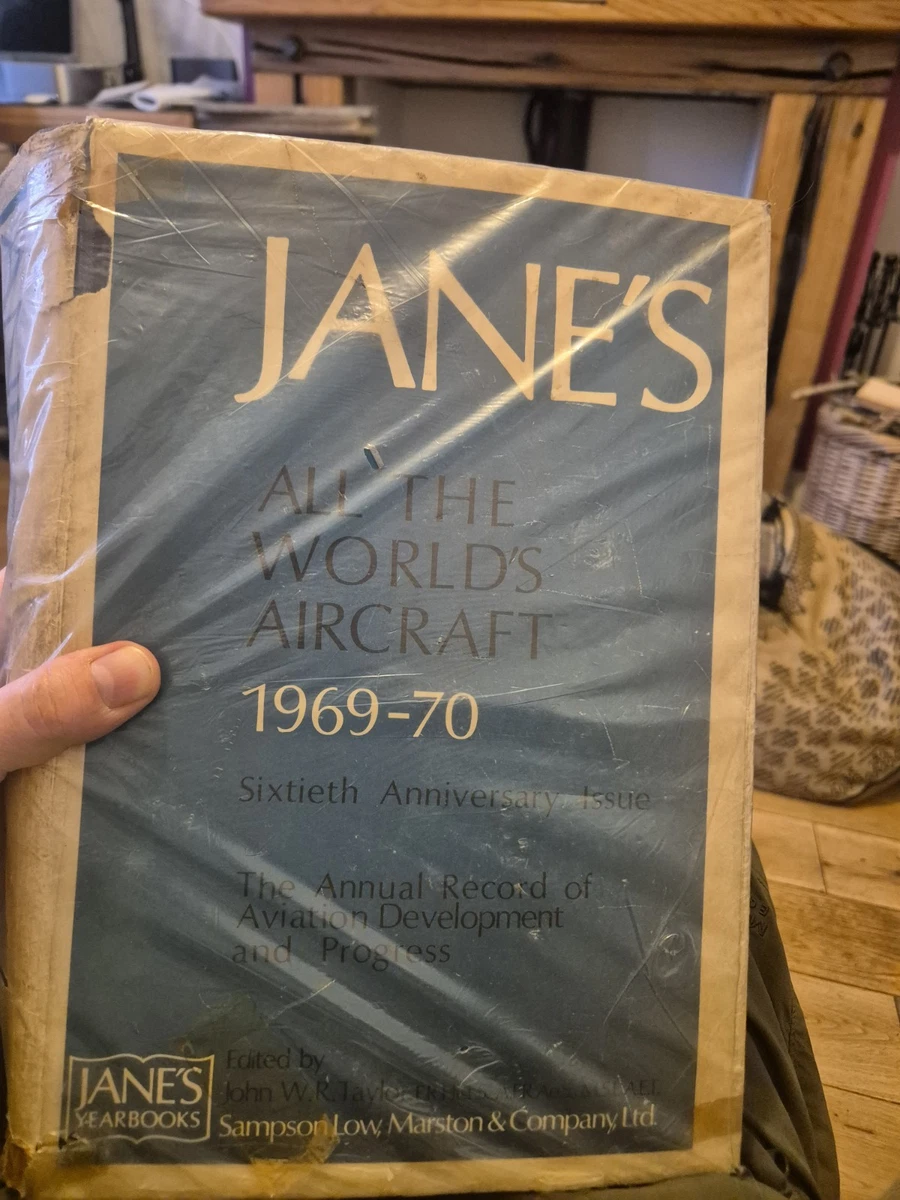 JANE'S
ALL THE
WORLD'S
AIRCRAFT
1969-70
Sixtieth Anniversary Issue
The Annual Record of
Aviation Development
and Progress
Edited by
John W.R. Taylor
JANE'S
YEARBOOKS
Sampson Low, Marston & Company, Ltd.